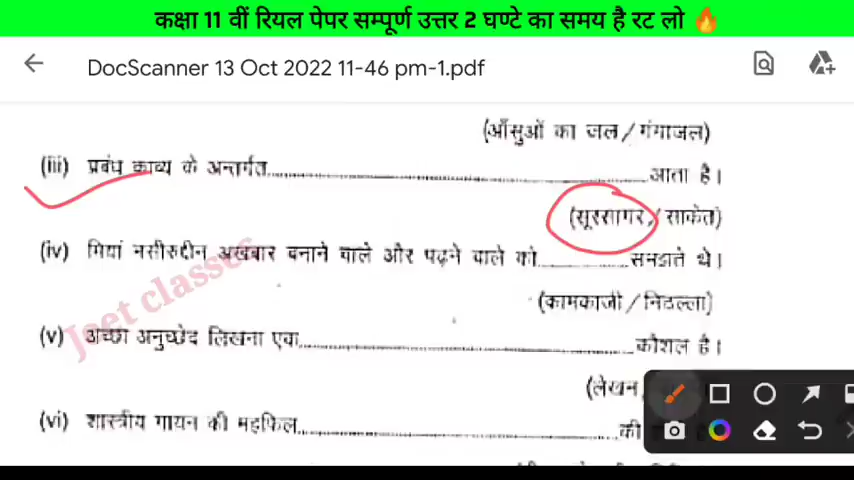 कक्षा 11 वीं रियल पेपर सम्पूर्ण उत्तर 2 घण्टे का समय है रट लो 🔥
DocScanner 13 Oct 2022 11-46 pm-1.pdf
(आँसुओं का जल/गंगाजल)
(iii) प्रबंध काव्य के अन्तर्गत..............................आता है।
(सूरसागर/साकेत)
(iv) मियां नसीरुद्दीन अखबार बनाने वाले और पढ़ने वाले को..........समझते थे।
(कामकाजी/निठल्ला)
Jeet classes
(v) अच्छा अनुच्छेद लिखना एवा..............................कौशल है।
(लेखन
(vi) शास्त्रीय गायन की महफिल..............................की